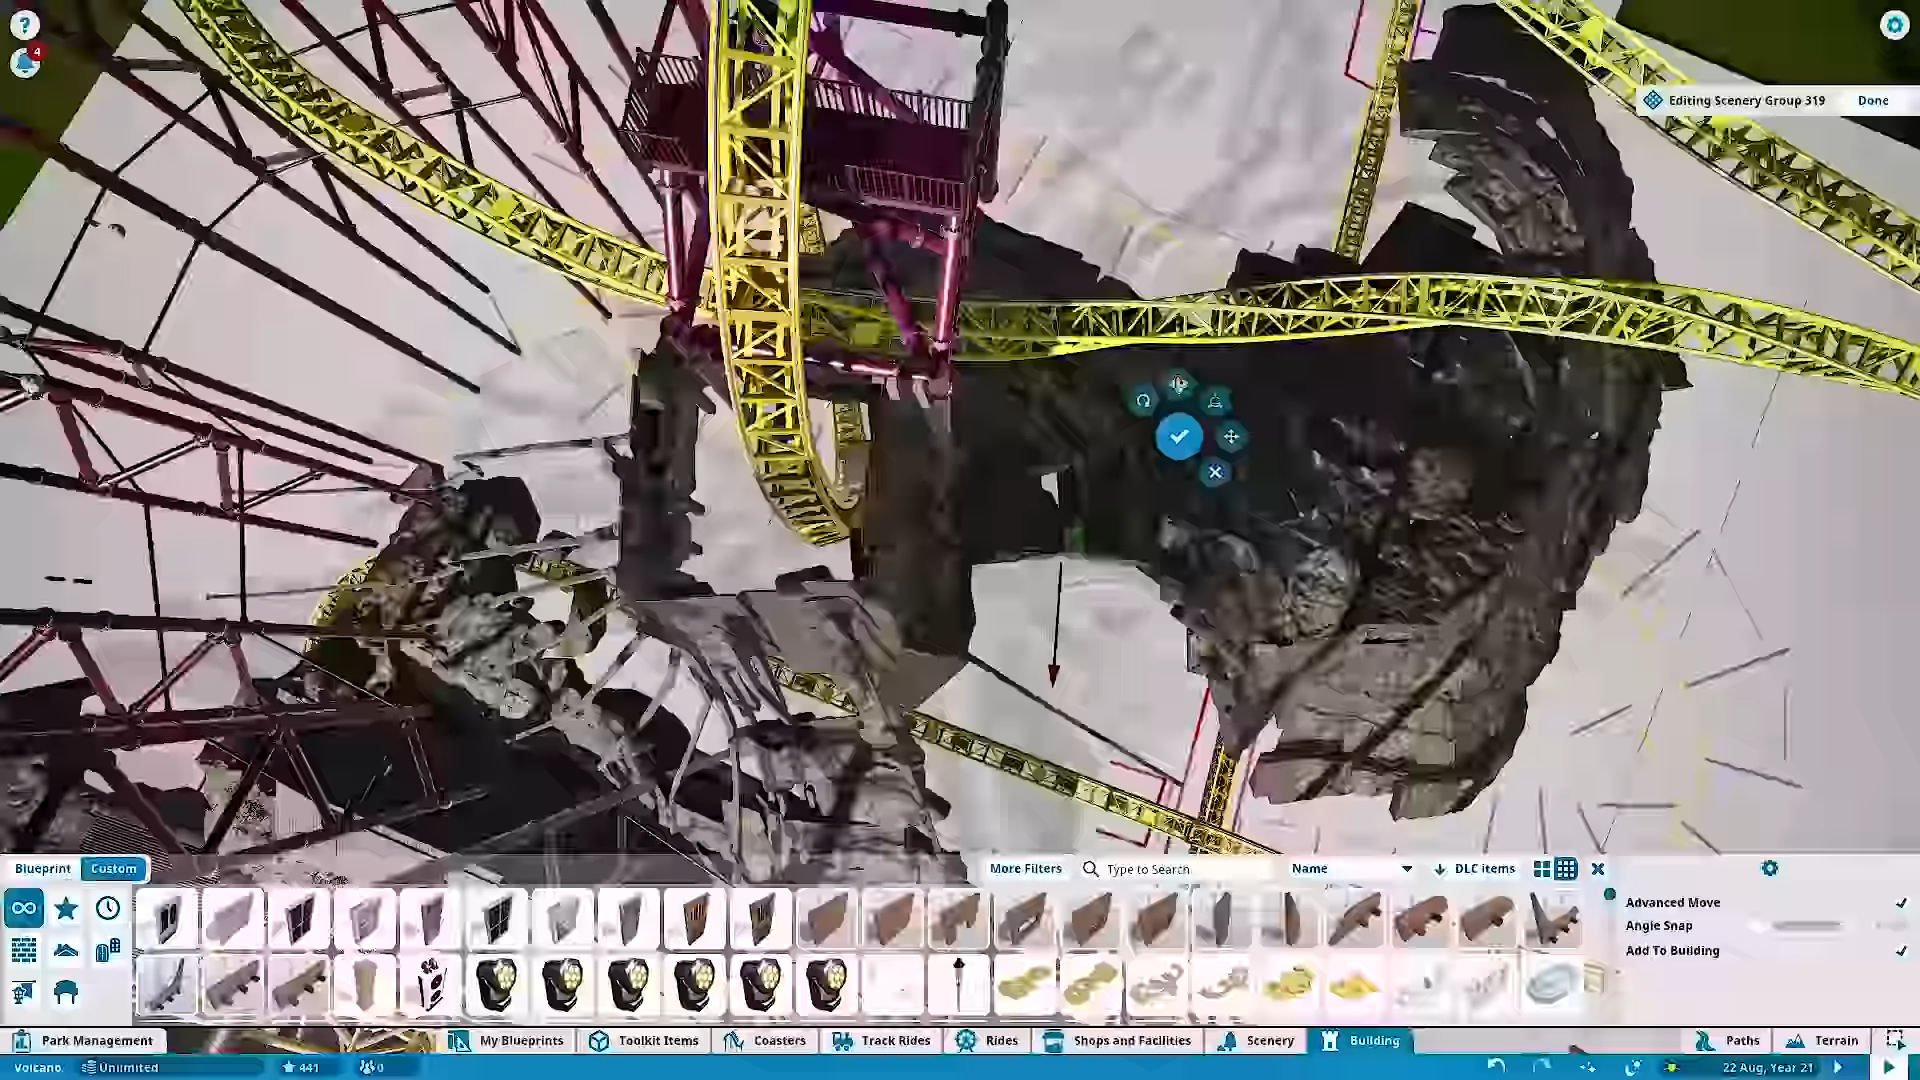 ?
4
Editing Scenery Group 319 Done
Blueprint Custom
More Filters Type to Search Name DLC items
Advanced Move
Angle Snap
Add To Building
Park Management My Blueprints Toolkit Items Coasters Track Rides Rides Shops and Facilities Scenery Building Paths Terrain
Volcano Unlimited 441 0 22 Aug, Year 21